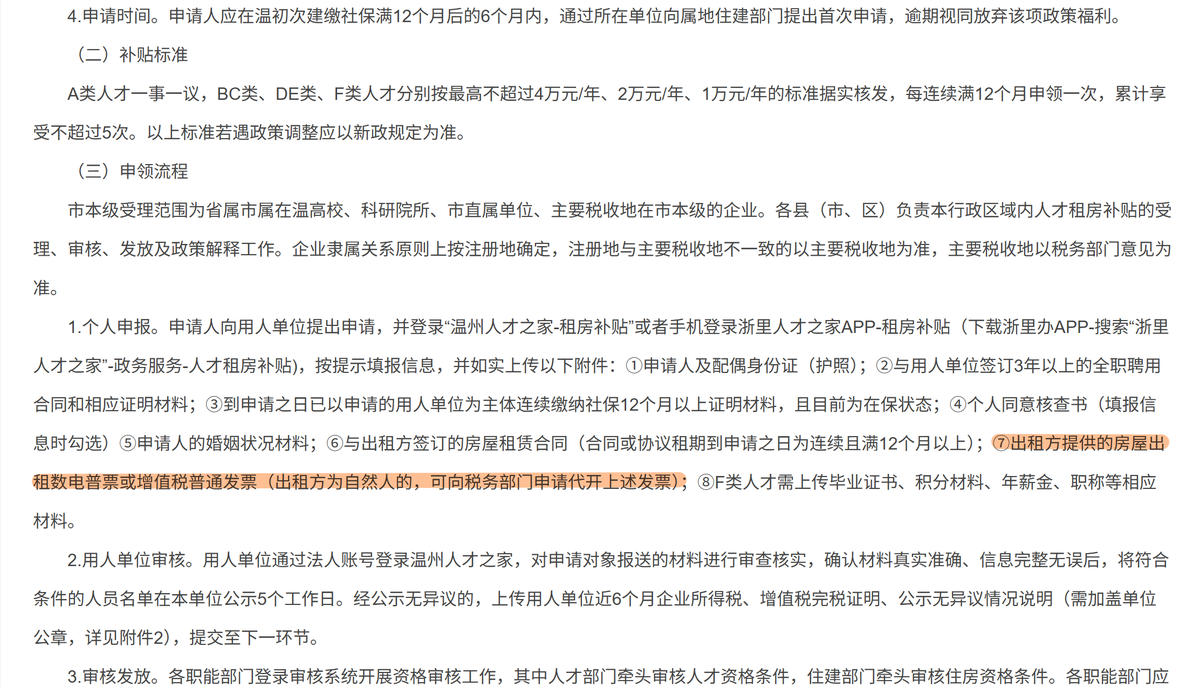 4.申请时间。申请人应在温初次建缴社保满12个月后的6个月内，通过所在单位向属地住建部门提出首次申请，逾期视同放弃该项政策福利。
（二）补贴标准
A类人才一事一议，BC类、DE类、F类人才分别按最高不超过4万元/年、2万元/年、1万元/年的标准据实核发，每连续满12个月申领一次，累计享
受不超过5次。以上标准若遇政策调整应以新政规定为准。
（三）申领流程
市本级受理范围为省属市属在温高校、科研院所、市直属单位、主要税收地在市本级的企业。各县（市、区）负责本行政区域内人才租房补贴的受
理、审核、发放及政策解释工作。企业隶属关系原则上按注册地确定，注册地与主要税收地不一致的以主要税收地为准，主要税收地以税务部门意见为
准。
1.个人申报。申请人向用人单位提出申请，并登录“温州人才之家-租房补贴”或者手机登录浙里人才之家APP-租房补贴（下载浙里办APP-搜索“浙里
人才之家”-政务服务-人才租房补贴)，按提示填报信息，并如实上传以下附件：①申请人及配偶身份证（护照）；②与用人单位签订3年以上的全职聘用
合同和相应证明材料；③到申请之日已以申请的用人单位为主体连续缴纳社保12个月以上证明材料，且目前为在保状态；④个人同意核查书（填报信
息时勾选）⑤申请人的婚姻状况材料；⑥与出租方签订的房屋租赁合同（合同或协议租期到申请之日为连续且满12个月以上）；⑦出租方提供的房屋出
租数电普票或增值税普通发票（出租方为自然人的，可向税务部门申请代开上述发票）；⑧F类人才需上传毕业证书、积分材料、年薪金、职称等相应
材料。
2.用人单位审核。用人单位通过法人账号登录温州人才之家，对申请对象报送的材料进行审查核实，确认材料真实准确、信息完整无误后，将符合
条件的人员名单在本单位公示5个工作日。经公示无异议的，上传用人单位近6个月企业所得税、增值税完税证明、公示无异议情况说明（需加盖单位
公章，详见附件2），提交至下一环节。
3.审核发放。各职能部门登录审核系统开展资格审核工作，其中人才部门牵头审核人才资格条件，住建部门牵头审核住房资格条件。各职能部门应